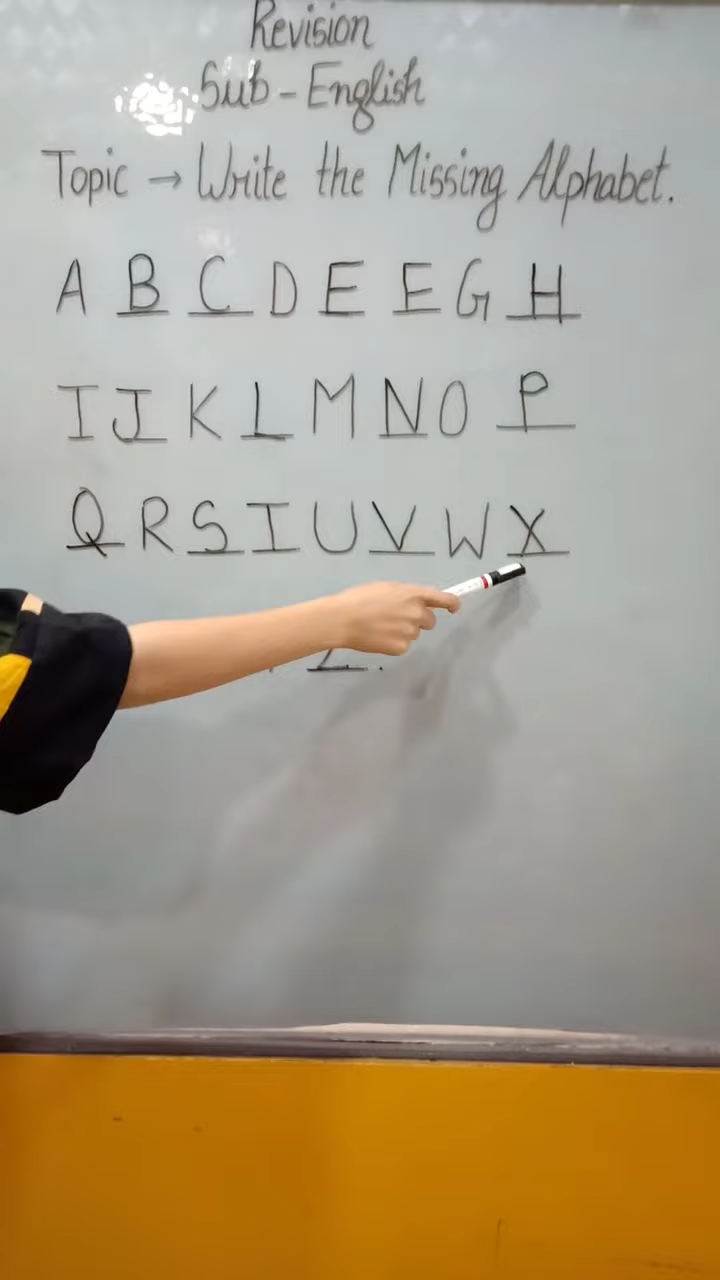 Revision
Sub - English
Topic → Write the Missing Alphabet.
A B C D E F G H
I J K L M N O P
Q R S T U V W X
Z.